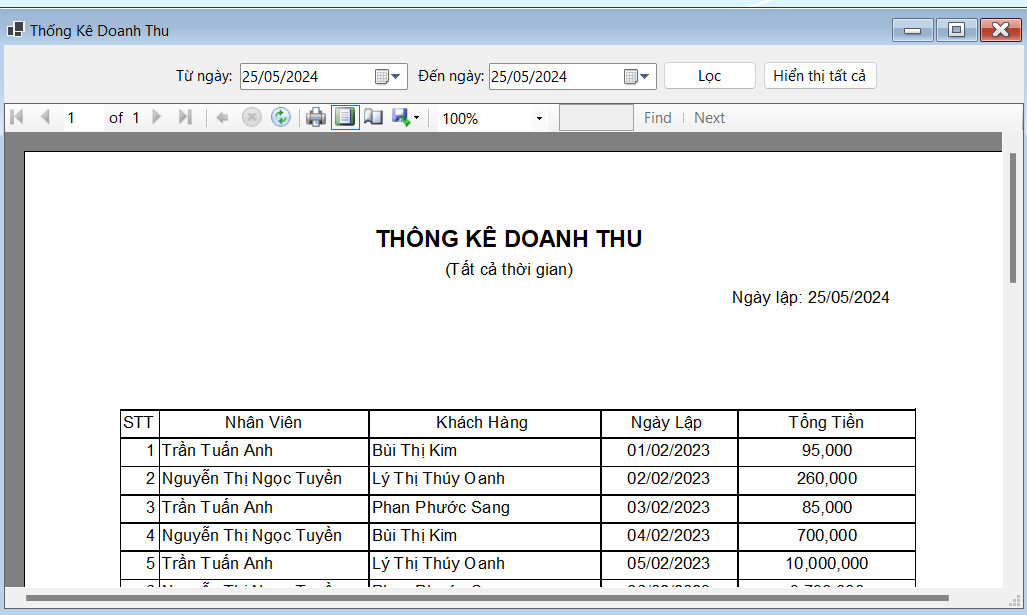 Thống Kê Doanh Thu
Từ ngày: 25/05/2024 Đến ngày: 25/05/2024 Lọc Hiển thị tất cả
1 of 1 100% Find Next
THÔNG KÊ DOANH THU
(Tất cả thời gian)
Ngày lập: 25/05/2024
STT Nhân Viên Khách Hàng Ngày Lập Tổng Tiền
1 Trần Tuấn Anh Bùi Thị Kim 01/02/2023 95,000
2 Nguyễn Thị Ngọc Tuyền Lý Thị Thúy Oanh 02/02/2023 260,000
3 Trần Tuấn Anh Phan Phước Sang 03/02/2023 85,000
4 Nguyễn Thị Ngọc Tuyền Bùi Thị Kim 04/02/2023 700,000
5 Trần Tuấn Anh Lý Thị Thúy Oanh 05/02/2023 10,000,000